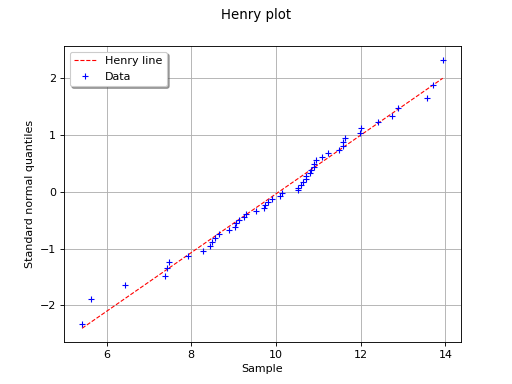 Henry plot
Henry line
Data
2
1
0
−1
−2
Standard normal quantiles
6
8
10
12
14
Sample